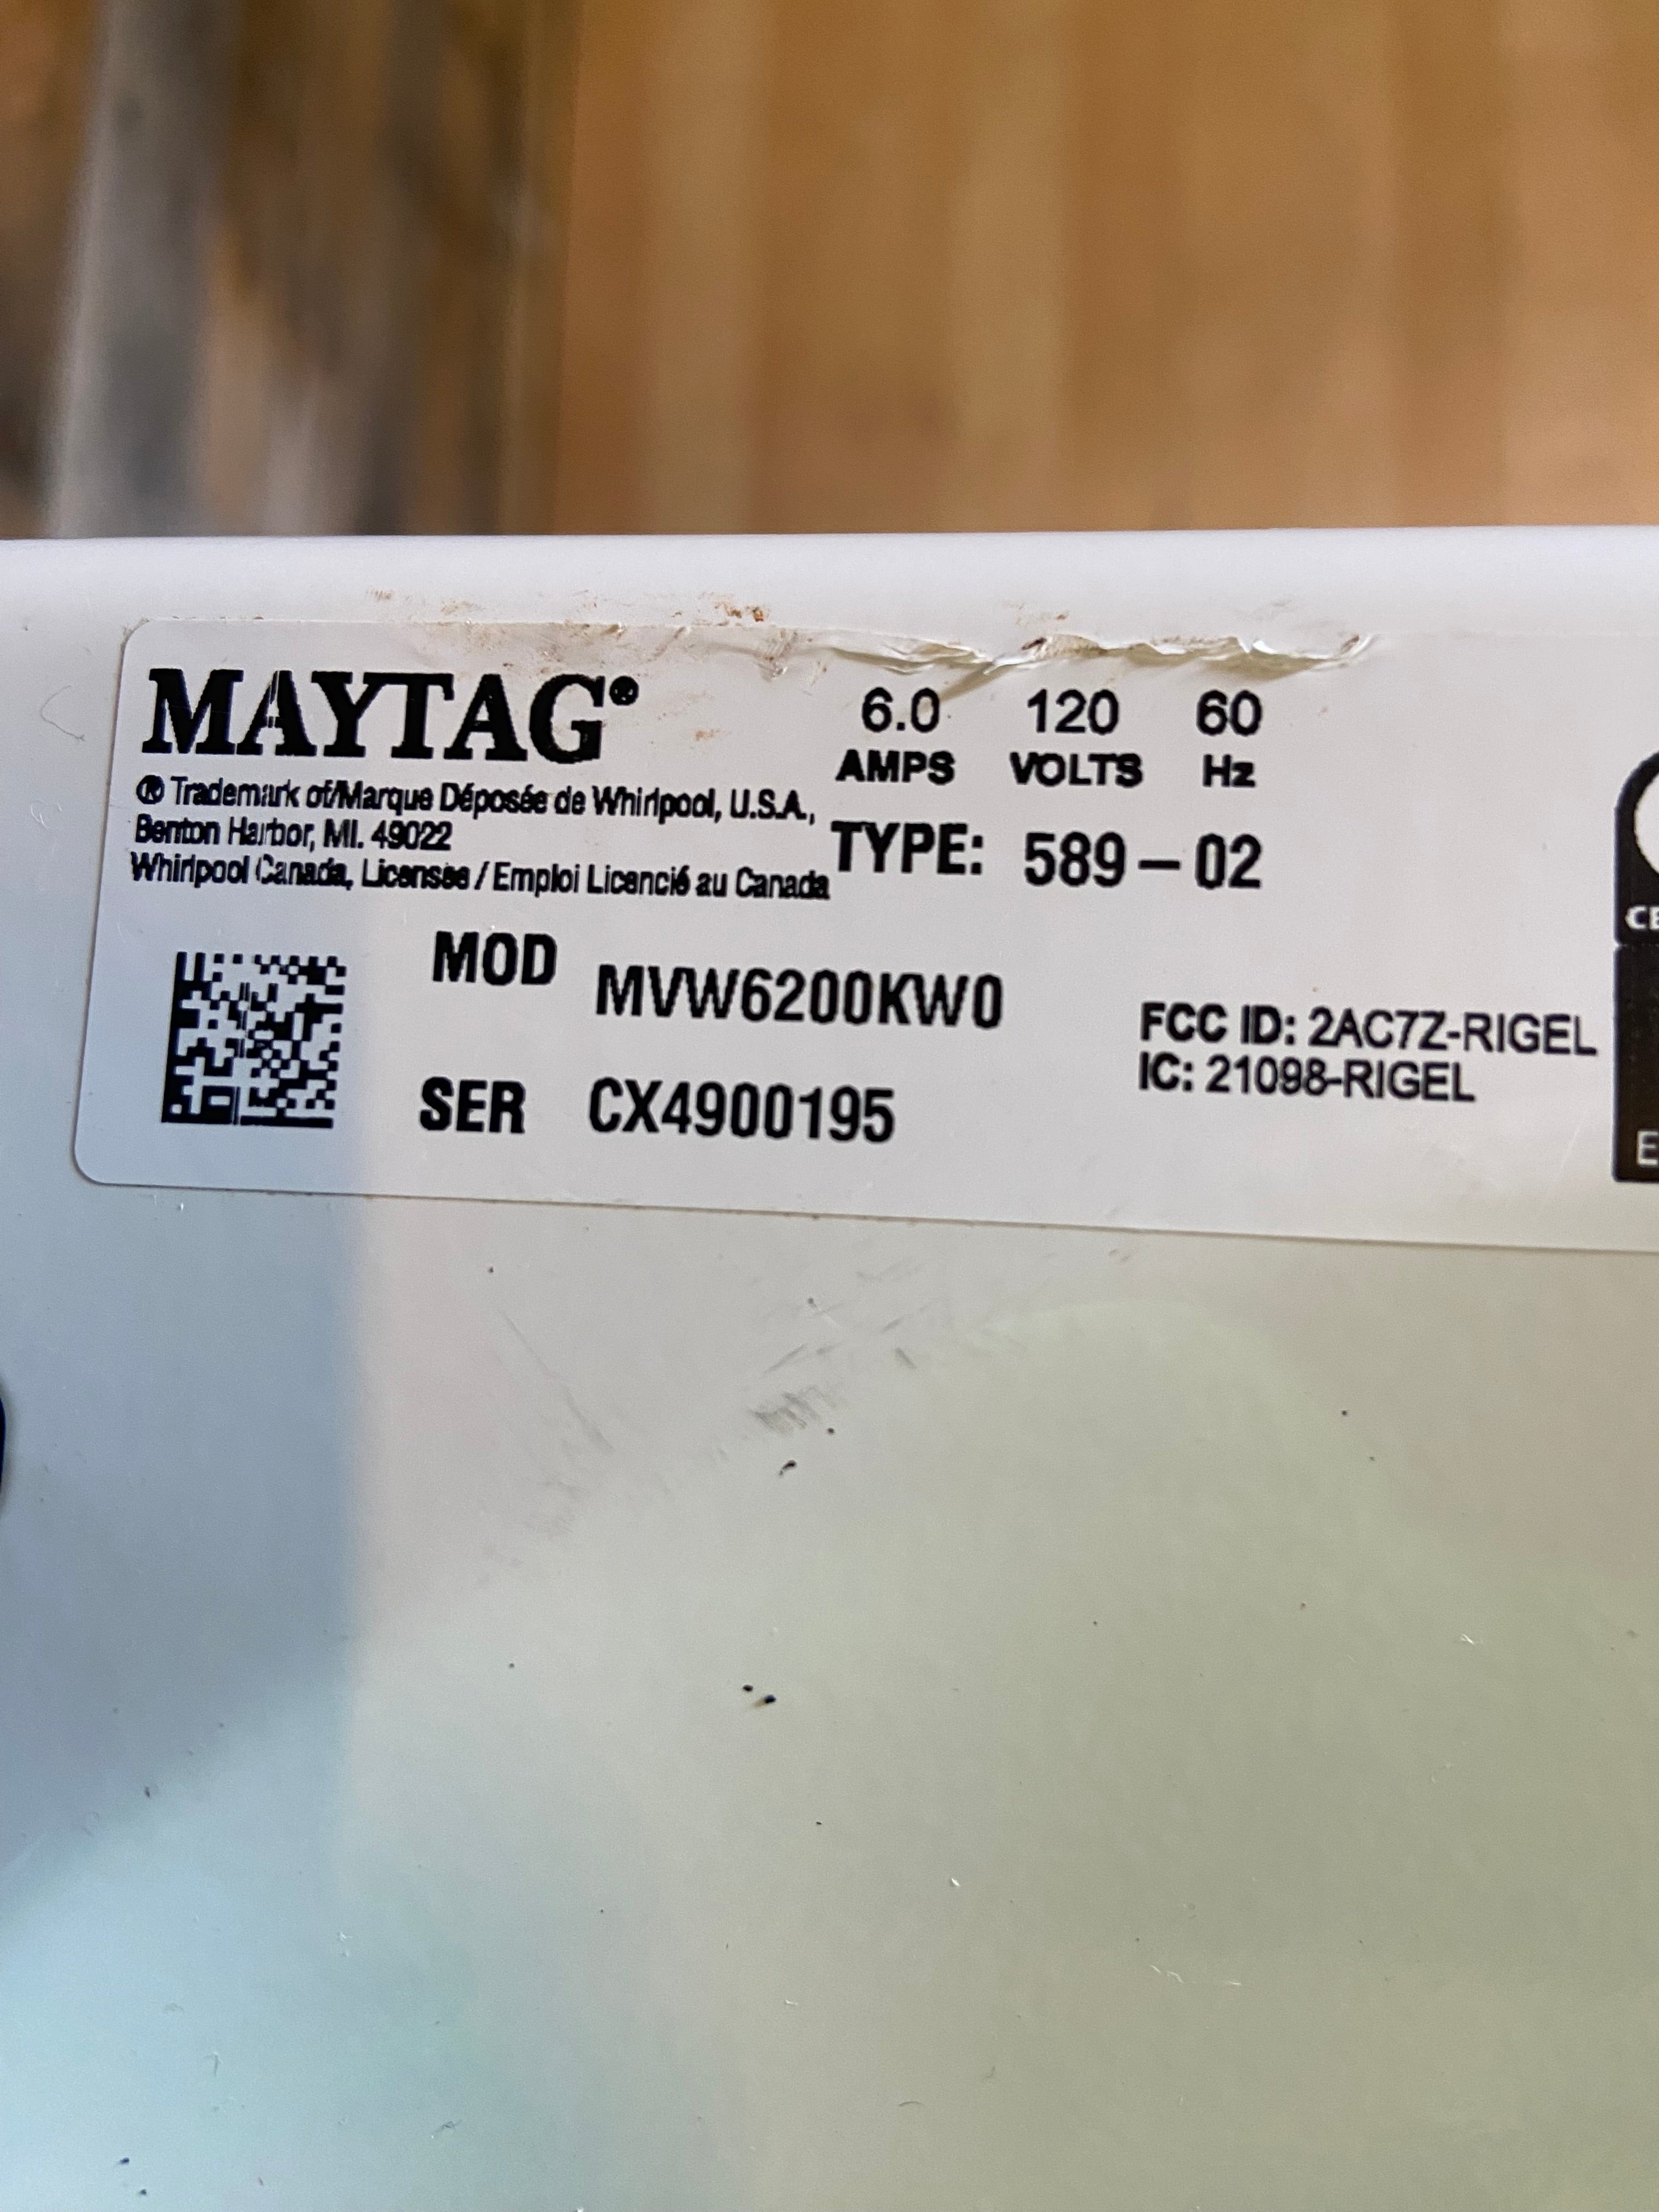 MAYTAG®
6.0 120 60
AMPS VOLTS Hz
® Trademark of/Marque Déposée de Whirlpool, U.S.A.,
Benton Harbor, MI. 49022
Whirlpool Canada, Licensee / Emploi Licencié au Canada
TYPE: 589-02
MOD MVW6200KW0
SER CX4900195
FCC ID: 2AC7Z-RIGEL
IC: 21098-RIGEL